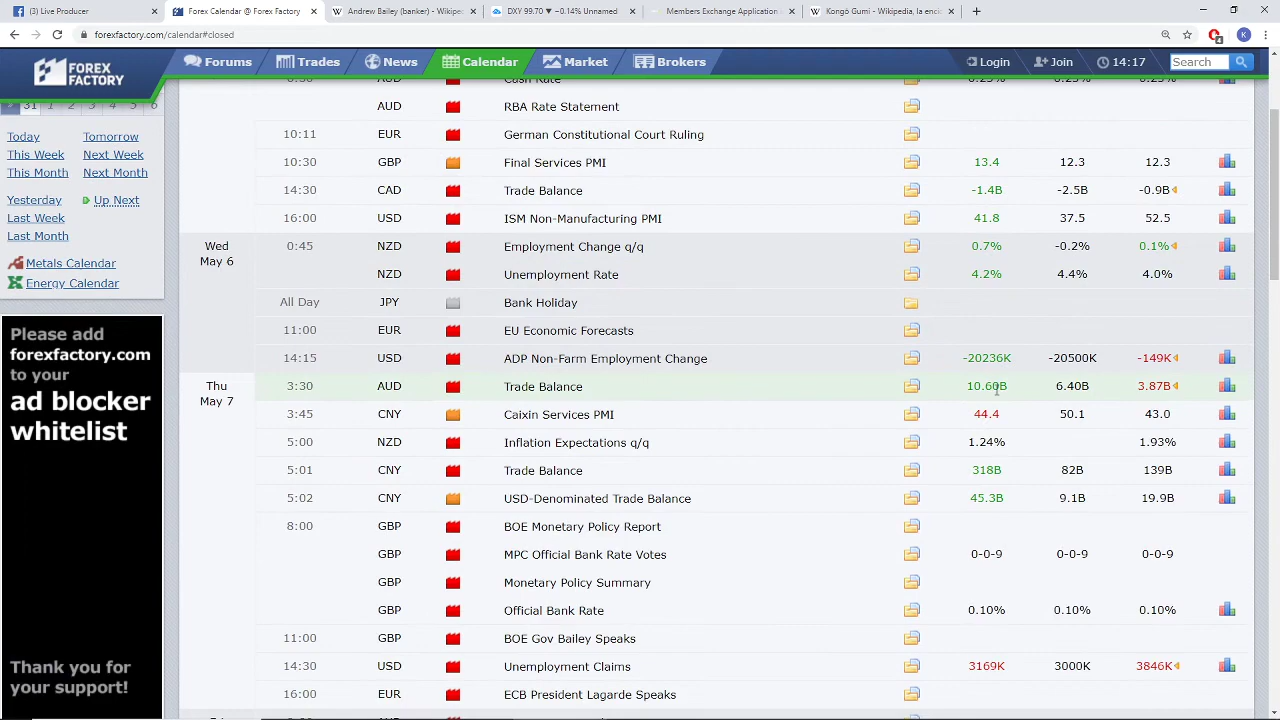 (3) Live Producer
Forex Calendar @ Forex Factory
Andrew Bailey (banker) - Wikipec
DXY 99.70 ▼ −0.14% Unnam
Members Exchange Application
Kongō Gumi - Wikipedia, la enci
forexfactory.com/calendar#closed
K
FOREX FACTORY
Forums
Trades
News
Calendar
Market
Brokers
Login
Join
14:17
Search
31 1 2 3 4 5 6
Today Tomorrow
This Week Next Week
This Month Next Month
Yesterday Up Next
Last Week
Last Month
Metals Calendar
Energy Calendar
Please add
forexfactory.com
to your
ad blocker
whitelist
Thank you for
your support!
Cash Rate
AUD RBA Rate Statement
10:11 EUR German Constitutional Court Ruling
10:30 GBP Final Services PMI 13.4 12.3 12.3
14:30 CAD Trade Balance -1.4B -2.5B -0.9B
16:00 USD ISM Non-Manufacturing PMI 41.8 37.5 52.5
Wed May 6 0:45 NZD Employment Change q/q 0.7% -0.2% 0.1%
NZD Unemployment Rate 4.2% 4.4% 4.0%
All Day JPY Bank Holiday
11:00 EUR EU Economic Forecasts
14:15 USD ADP Non-Farm Employment Change -20236K -20500K -149K
Thu May 7 3:30 AUD Trade Balance 10.60B 6.40B 3.87B
3:45 CNY Caixin Services PMI 44.4 50.1 43.0
5:00 NZD Inflation Expectations q/q 1.24% 1.93%
5:01 CNY Trade Balance 318B 82B 139B
5:02 CNY USD-Denominated Trade Balance 45.3B 9.1B 19.9B
8:00 GBP BOE Monetary Policy Report
GBP MPC Official Bank Rate Votes 0-0-9 0-0-9 0-0-9
GBP Monetary Policy Summary
GBP Official Bank Rate 0.10% 0.10% 0.10%
11:00 GBP BOE Gov Bailey Speaks
14:30 USD Unemployment Claims 3169K 3000K 3846K
16:00 EUR ECB President Lagarde Speaks